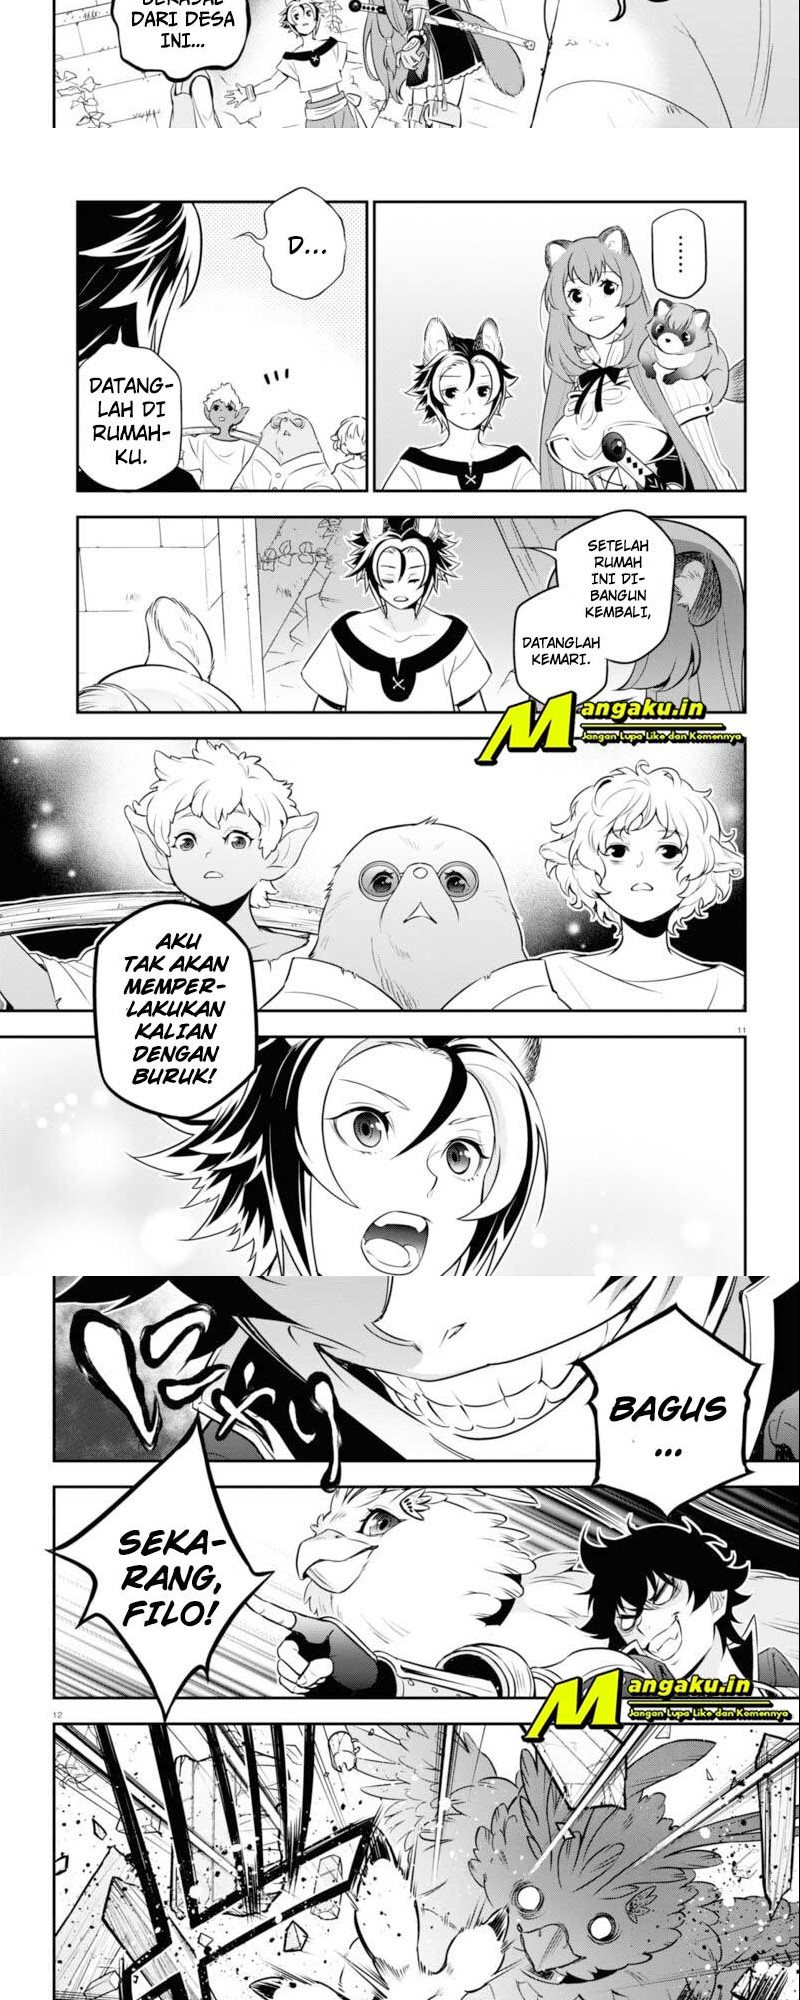 BERASAL
DARI DESA
INI...
......
D...
DATANG-
LAH DI
RUMAH-
KU.
SETELAH
RUMAH
INI DI-
BANGUN
KEMBALI,
DATANGLAH
KEMARI.
Mangaku.in
Jangan Lupa Like dan Komennya
AKU
TAK AKAN
MEMPER-
LAKUKAN
KALIAN
DENGAN
BURUK!
11
BAGUS
...
SEKA-
RANG,
FILO!
Mangaku.in
Jangan Lupa Like dan Komennya
12